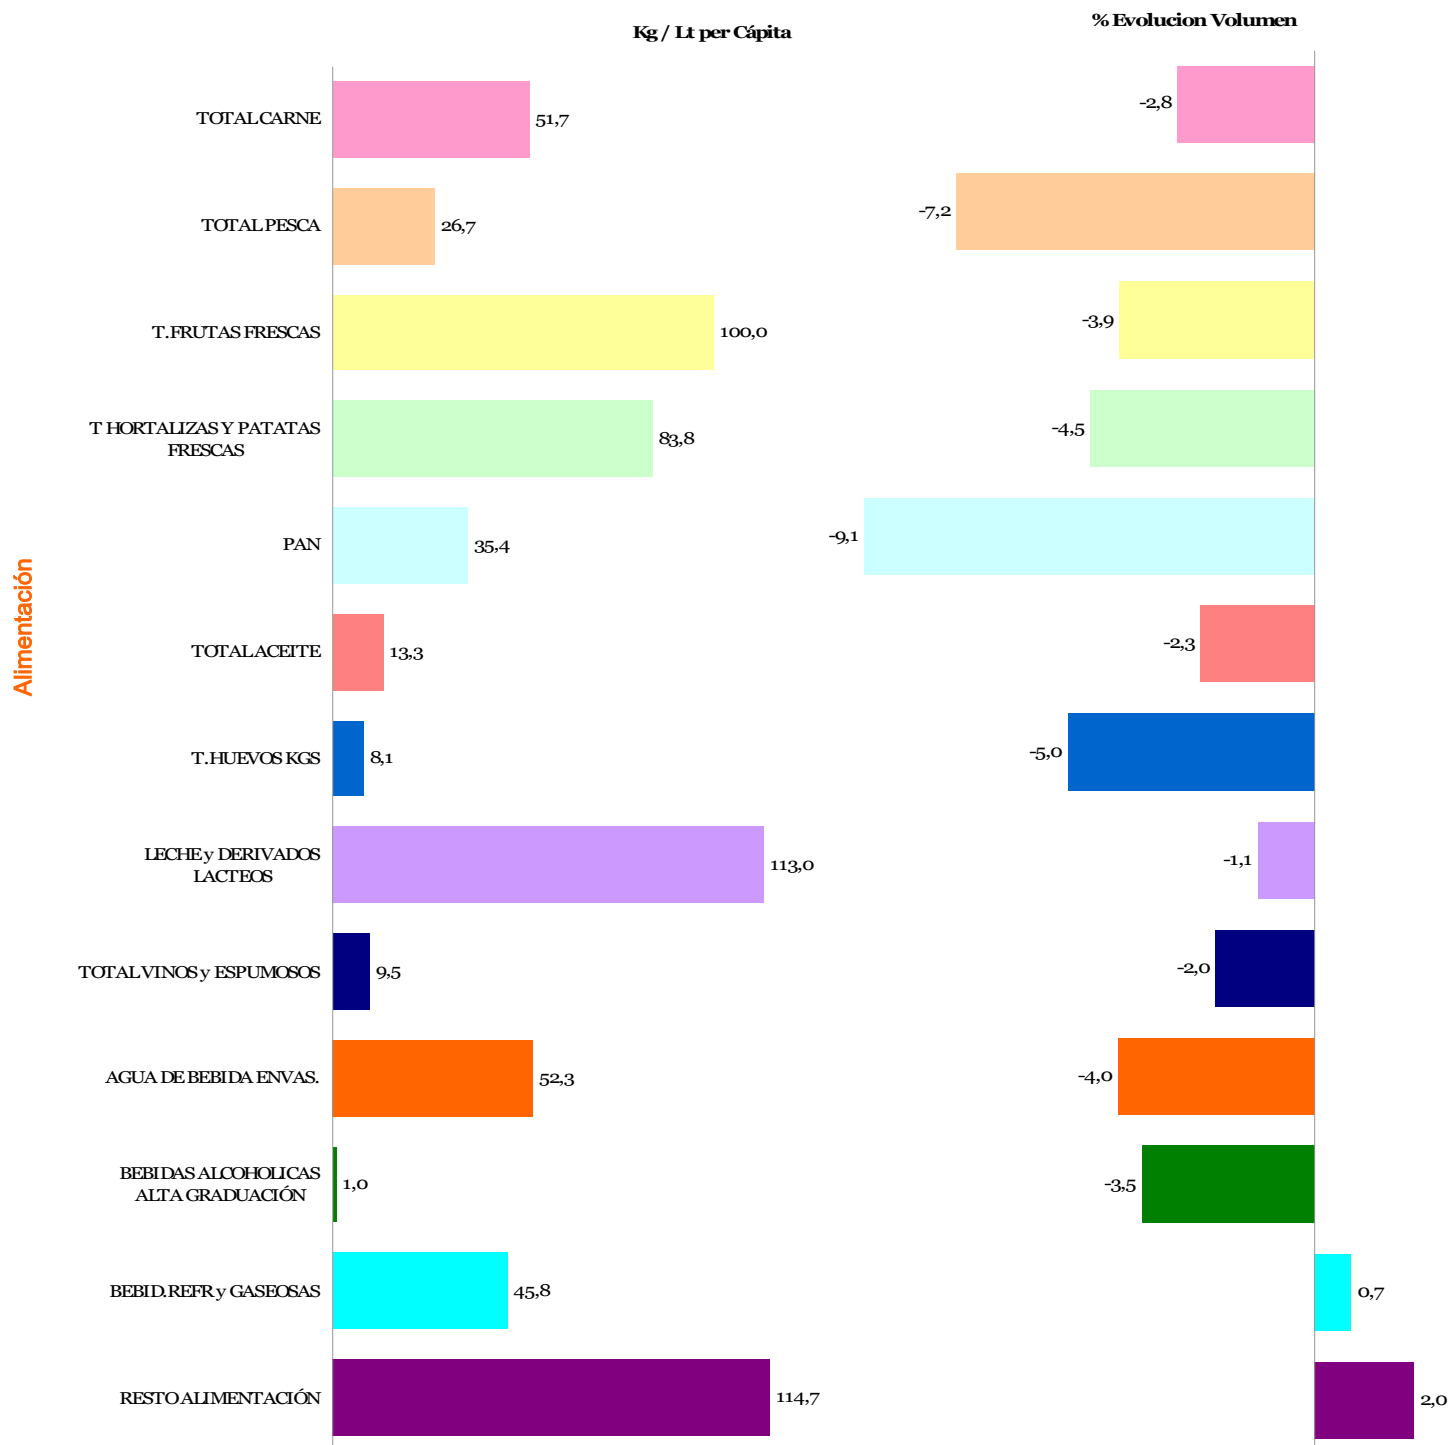 Kg / Lt per Cápita
% Evolucion Volumen
TOTAL CARNE
51,7
-2,8
TOTAL PESCA
26,7
-7,2
T.FRUTAS FRESCAS
100,0
-3,9
T HORTALIZAS Y PATATAS
FRESCAS
83,8
-4,5
PAN
35,4
-9,1
Alimentación
TOTAL ACEITE
13,3
-2,3
T.HUEVOS KGS
8,1
-5,0
LECHE y DERIVADOS
LACTEOS
113,0
-1,1
TOTAL VINOS y ESPUMOSOS
9,5
-2,0
AGUA DE BEBIDA ENVAS.
52,3
-4,0
BEBIDAS ALCOHOLICAS
ALTA GRADUACIÓN
1,0
-3,5
BEBID.REFR y GASEOSAS
45,8
0,7
RESTO ALIMENTACIÓN
114,7
2,0